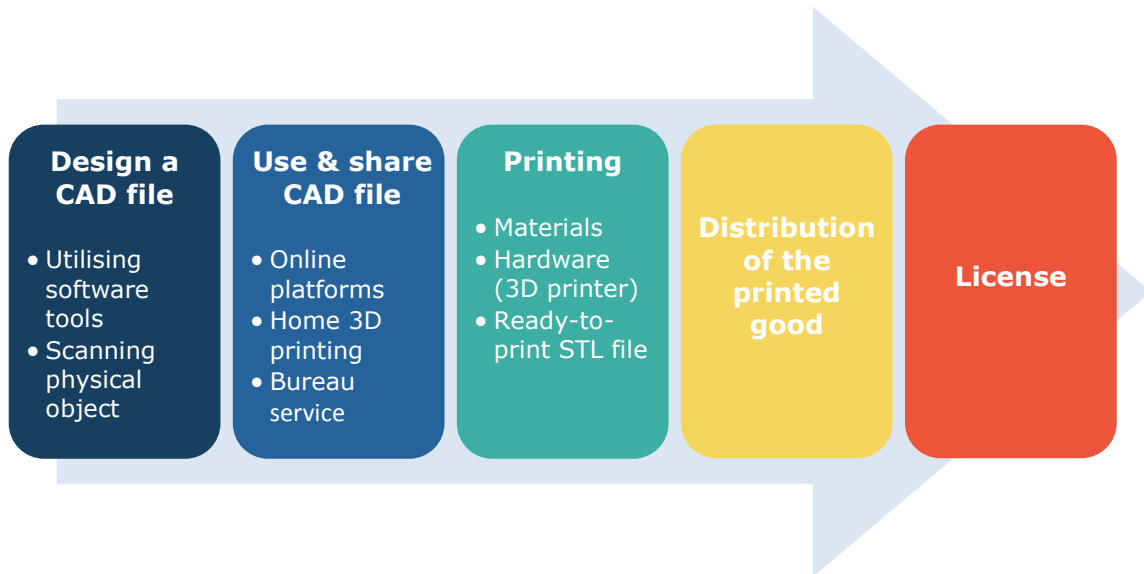 Design a
CAD file
• Utilising
software
tools
• Scanning
physical
object
Use & share
CAD file
• Online
platforms
• Home 3D
printing
• Bureau
service
Printing
• Materials
• Hardware
(3D printer)
• Ready-to-
print STL file
Distribution
of the
printed
good
License